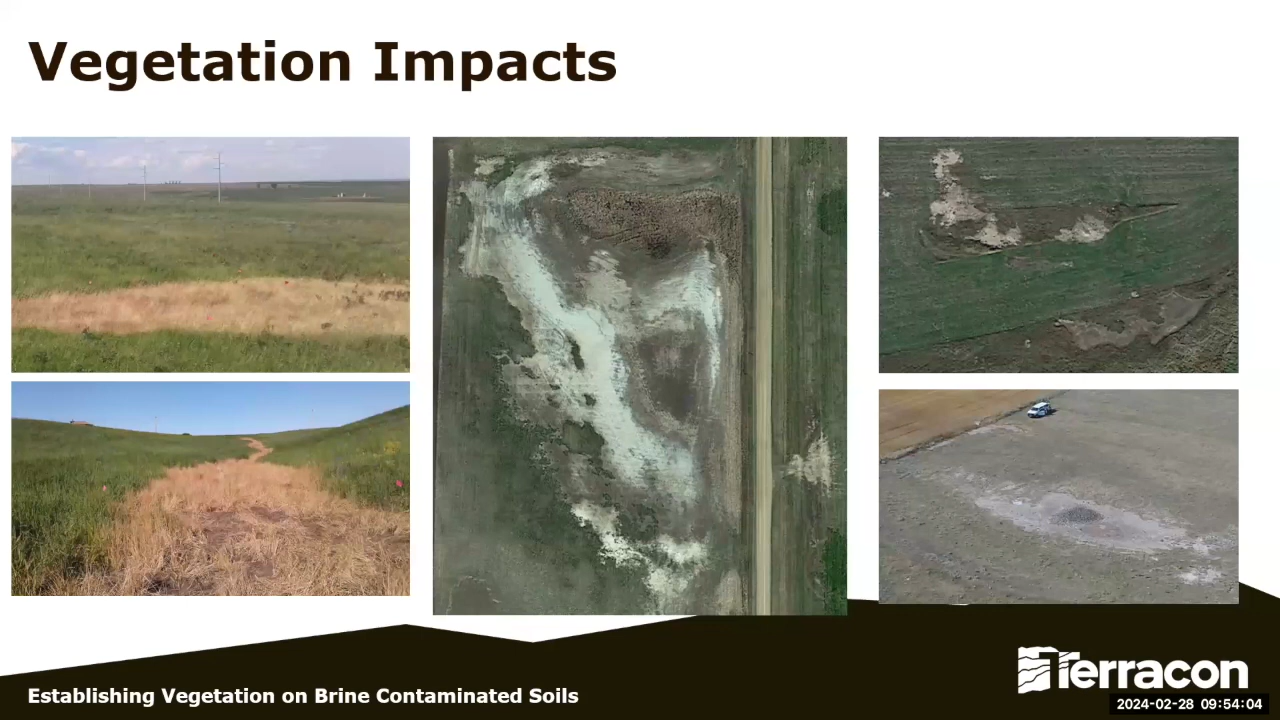 Vegetation Impacts
Establishing Vegetation on Brine Contaminated Soils
Terracon
2024-02-28 09:54:04